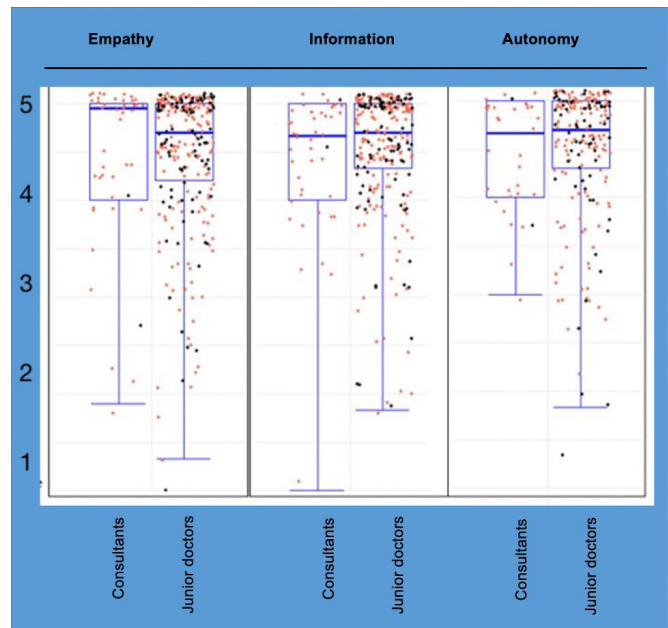 Empathy Information Autonomy
5
4
3
2
1
Consultants
Junior doctors
Consultants
Junior doctors
Consultants
Junior doctors